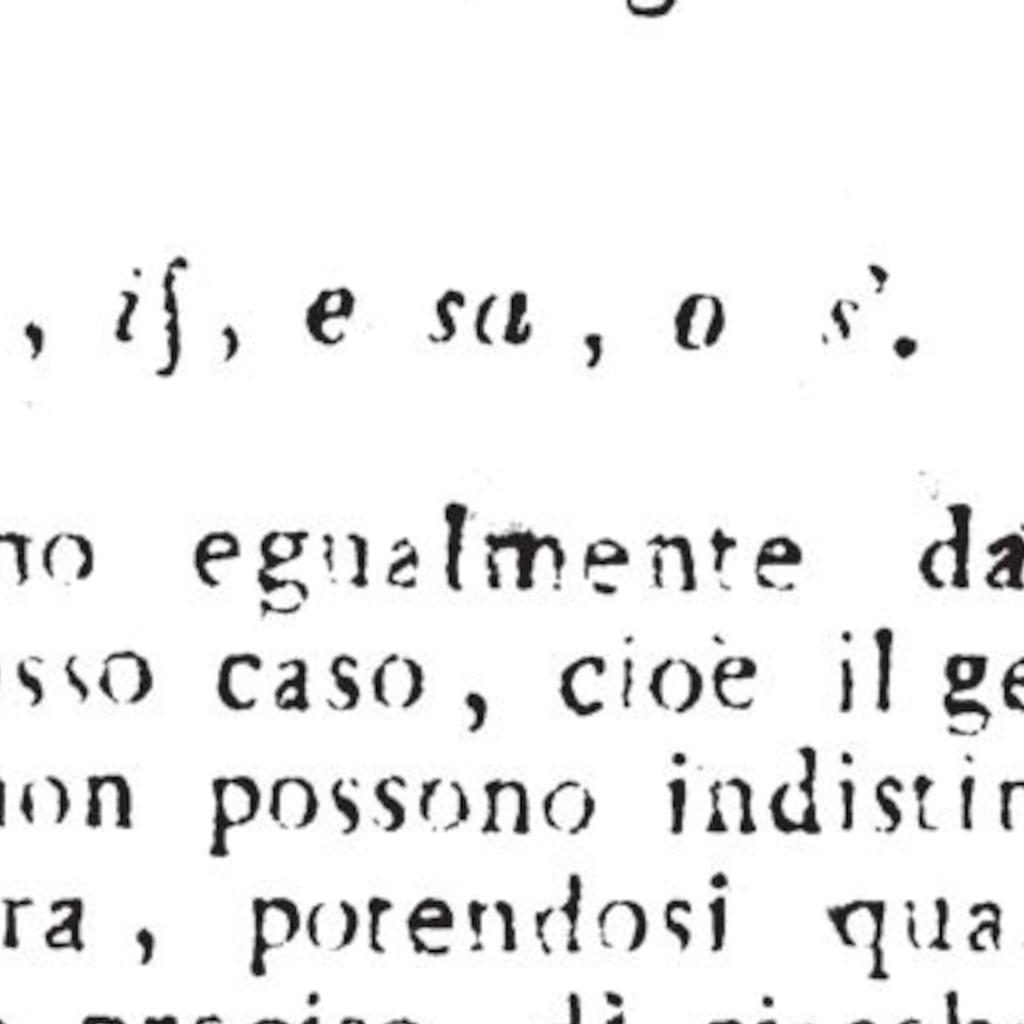 , iſ, e sa, o s'.
no egualmente da
sso caso, cioè il ge
non possono indistin
ra, potendosi qua